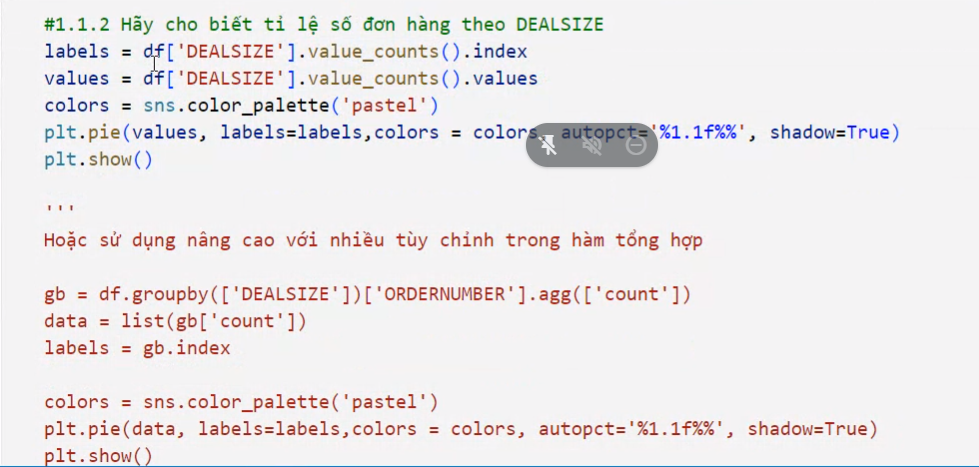 #1.1.2 Hãy cho biết tỉ lệ số đơn hàng theo DEALSIZE
labels = df['DEALSIZE'].value_counts().index
values = df['DEALSIZE'].value_counts().values
colors = sns.color_palette('pastel')
plt.pie(values, labels=labels,colors = colors, autopct='%1.1f%%', shadow=True)
plt.show()
'''
Hoặc sử dụng nâng cao với nhiều tùy chỉnh trong hàm tổng hợp
gb = df.groupby(['DEALSIZE'])['ORDERNUMBER'].agg(['count'])
data = list(gb['count'])
labels = gb.index
colors = sns.color_palette('pastel')
plt.pie(data, labels=labels,colors = colors, autopct='%1.1f%%', shadow=True)
plt.show()